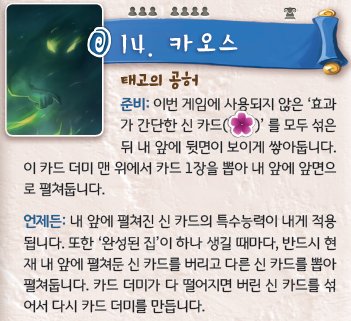 14. 카오스
태고의 공허
준비: 이번 게임에 사용되지 않은 '효과
가 간단한 신 카드( )' 를 모두 섞은
뒤 내 앞에 뒷면이 보이게 쌓아둡니다.
이 카드 더미 맨 위에서 카드 1장을 뽑아 내 앞에 앞면으
로 펼쳐둡니다.
언제든: 내 앞에 펼쳐진 신 카드의 특수능력이 내게 적용
됩니다. 또한 '완성된 집'이 하나 생길 때마다, 반드시 현
재 내 앞에 펼쳐둔 신 카드를 버리고 다른 신 카드를 뽑아
펼쳐둡니다. 카드 더미가 다 떨어지면 버린 신 카드를 섞
어서 다시 카드 더미를 만듭니다.